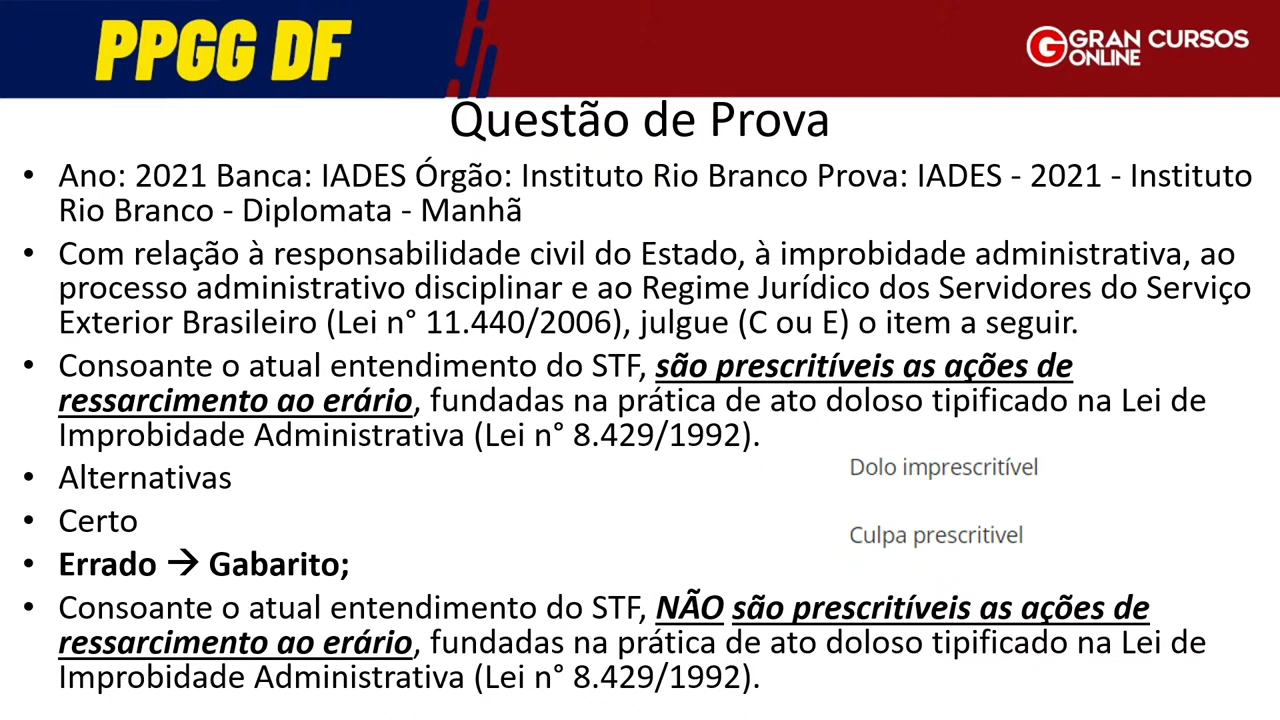 PPGG DF
GRAN CURSOS
ONLINE
Questão de Prova
• Ano: 2021 Banca: IADES Órgão: Instituto Rio Branco Prova: IADES - 2021 - Instituto
Rio Branco - Diplomata - Manhã
• Com relação à responsabilidade civil do Estado, à improbidade administrativa, ao
processo administrativo disciplinar e ao Regime Jurídico dos Servidores do Serviço
Exterior Brasileiro (Lei n° 11.440/2006), julgue (C ou E) o item a seguir.
• Consoante o atual entendimento do STF, são prescritíveis as ações de
ressarcimento ao erário, fundadas na prática de ato doloso tipificado na Lei de
Improbidade Administrativa (Lei n° 8.429/1992).
Dolo imprescritível
• Alternativas
• Certo
Culpa prescritivel
• Errado → Gabarito;
• Consoante o atual entendimento do STF, NÃO são prescritíveis as ações de
ressarcimento ao erário, fundadas na prática de ato doloso tipificado na Lei de
Improbidade Administrativa (Lei n° 8.429/1992).